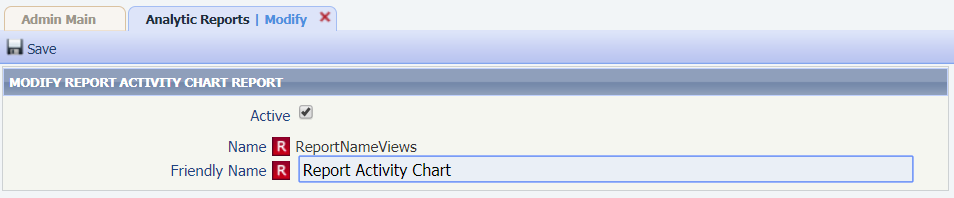 Admin Main
Analytic Reports | Modify
Save
MODIFY REPORT ACTIVITY CHART REPORT
Active
Name R ReportNameViews
Friendly Name R Report Activity Chart